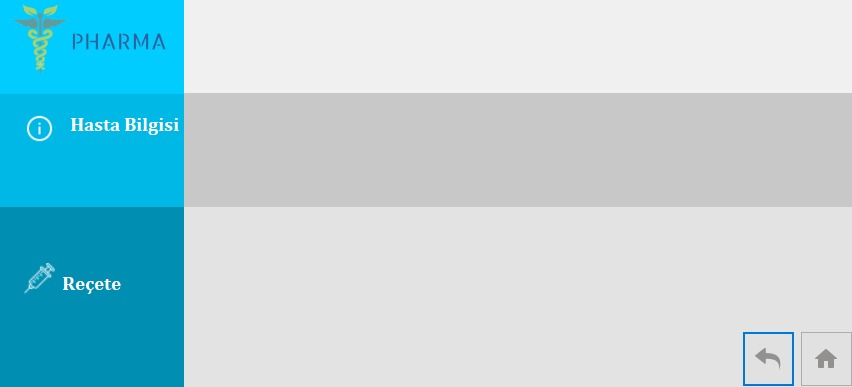 PHARMA
Hasta Bilgisi
Reçete